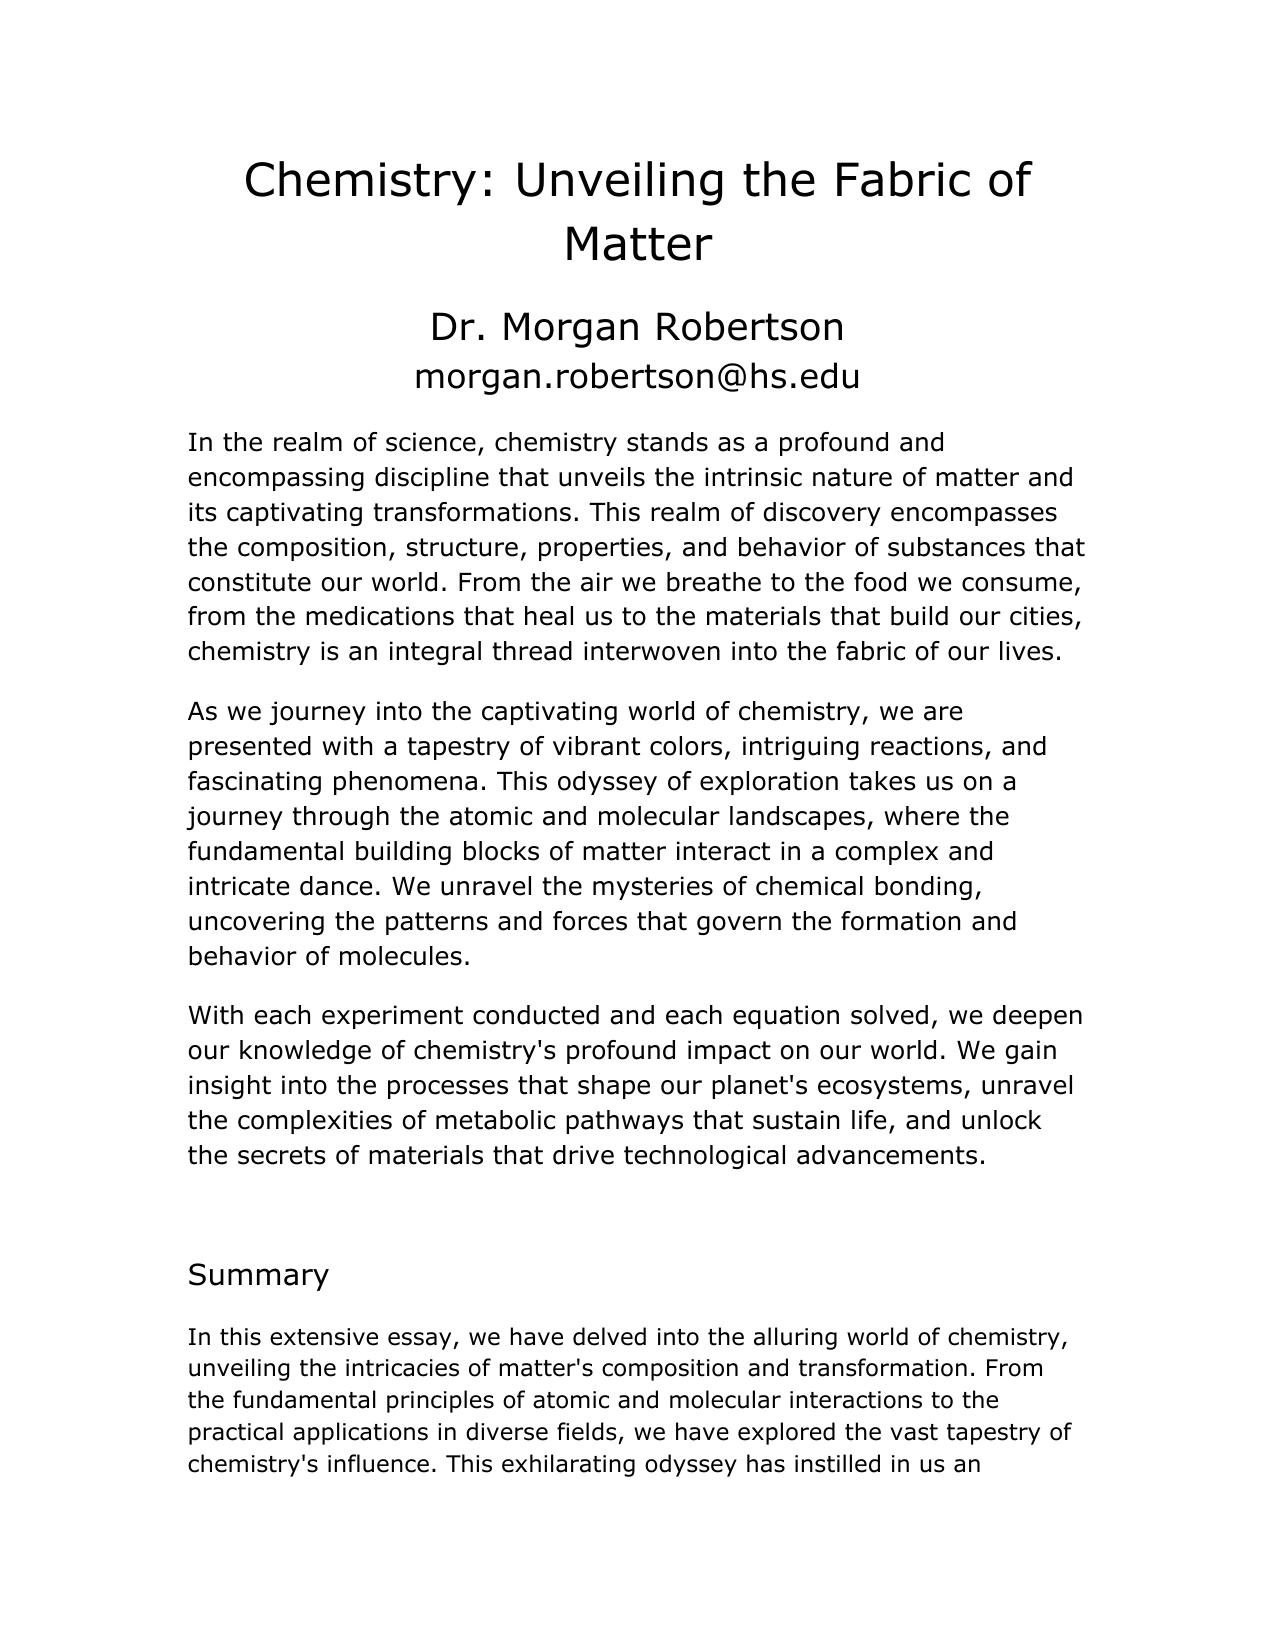 Chemistry: Unveiling the Fabric of
Matter
Dr. Morgan Robertson
morgan.robertson@hs.edu
In the realm of science, chemistry stands as a profound and
encompassing discipline that unveils the intrinsic nature of matter and
its captivating transformations. This realm of discovery encompasses
the composition, structure, properties, and behavior of substances that
constitute our world. From the air we breathe to the food we consume,
from the medications that heal us to the materials that build our cities,
chemistry is an integral thread interwoven into the fabric of our lives.
As we journey into the captivating world of chemistry, we are
presented with a tapestry of vibrant colors, intriguing reactions, and
fascinating phenomena. This odyssey of exploration takes us on a
journey through the atomic and molecular landscapes, where the
fundamental building blocks of matter interact in a complex and
intricate dance. We unravel the mysteries of chemical bonding,
uncovering the patterns and forces that govern the formation and
behavior of molecules.
With each experiment conducted and each equation solved, we deepen
our knowledge of chemistry's profound impact on our world. We gain
insight into the processes that shape our planet's ecosystems, unravel
the complexities of metabolic pathways that sustain life, and unlock
the secrets of materials that drive technological advancements.
Summary
In this extensive essay, we have delved into the alluring world of chemistry,
unveiling the intricacies of matter's composition and transformation. From
the fundamental principles of atomic and molecular interactions to the
practical applications in diverse fields, we have explored the vast tapestry of
chemistry's influence. This exhilarating odyssey has instilled in us an